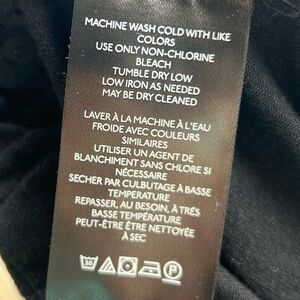 MACHINE WASH COLD WITH LIKE
COLORS
USE ONLY NON-CHLORINE
BLEACH
TUMBLE DRY LOW
LOW IRON AS NEEDED
MAY BE DRY CLEANED
LAVER À LA MACHINE À L'EAU
FROIDE AVEC COULEURS
SIMILAIRES
UTILISER UN AGENT DE
BLANCHIMENT SANS CHLORE SI
NÉCESSAIRE
SECHER PAR CULBUTAGE À BASSE
TEMPERATURE
REPASSER, AU BESOIN, À TRÈS
BASSE TEMPÉRATURE
PEUT-ÊTRE ÊTRE NETTOYÉE
À SEC
30
P